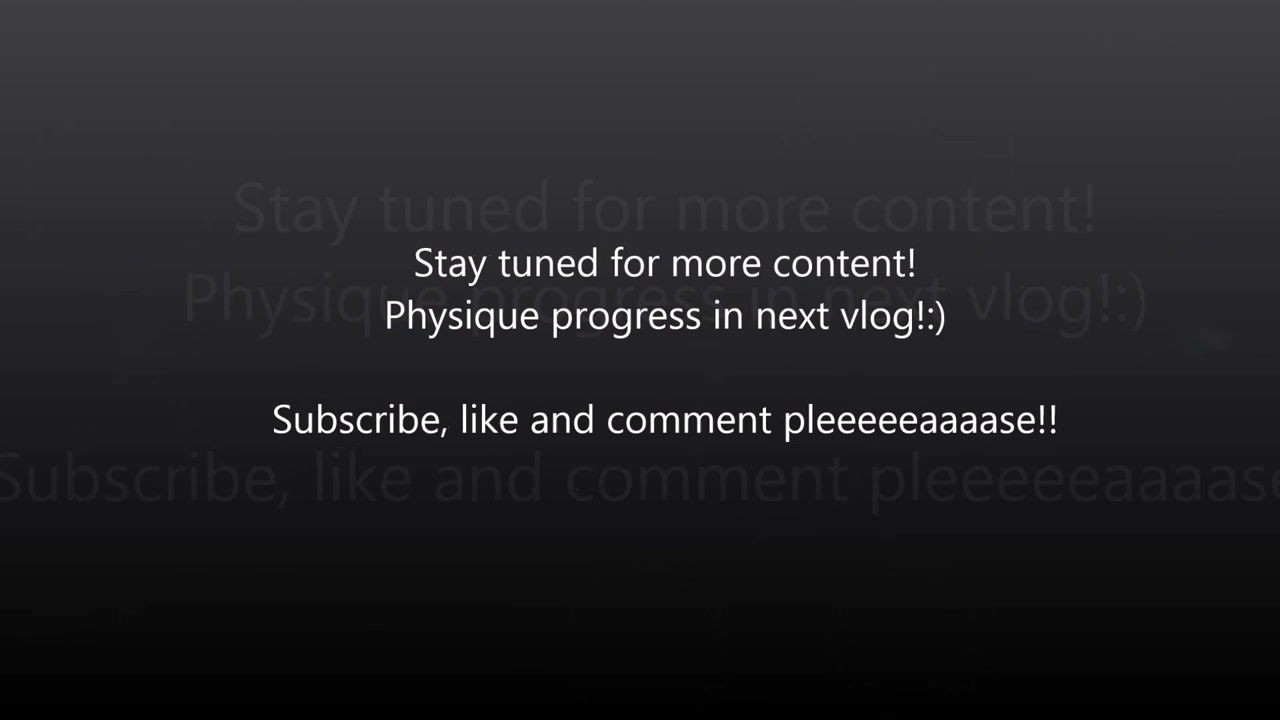 Stay tuned for more content!
Physique progress in next vlog!:)
Subscribe, like and comment pleeeeeaaaase!!